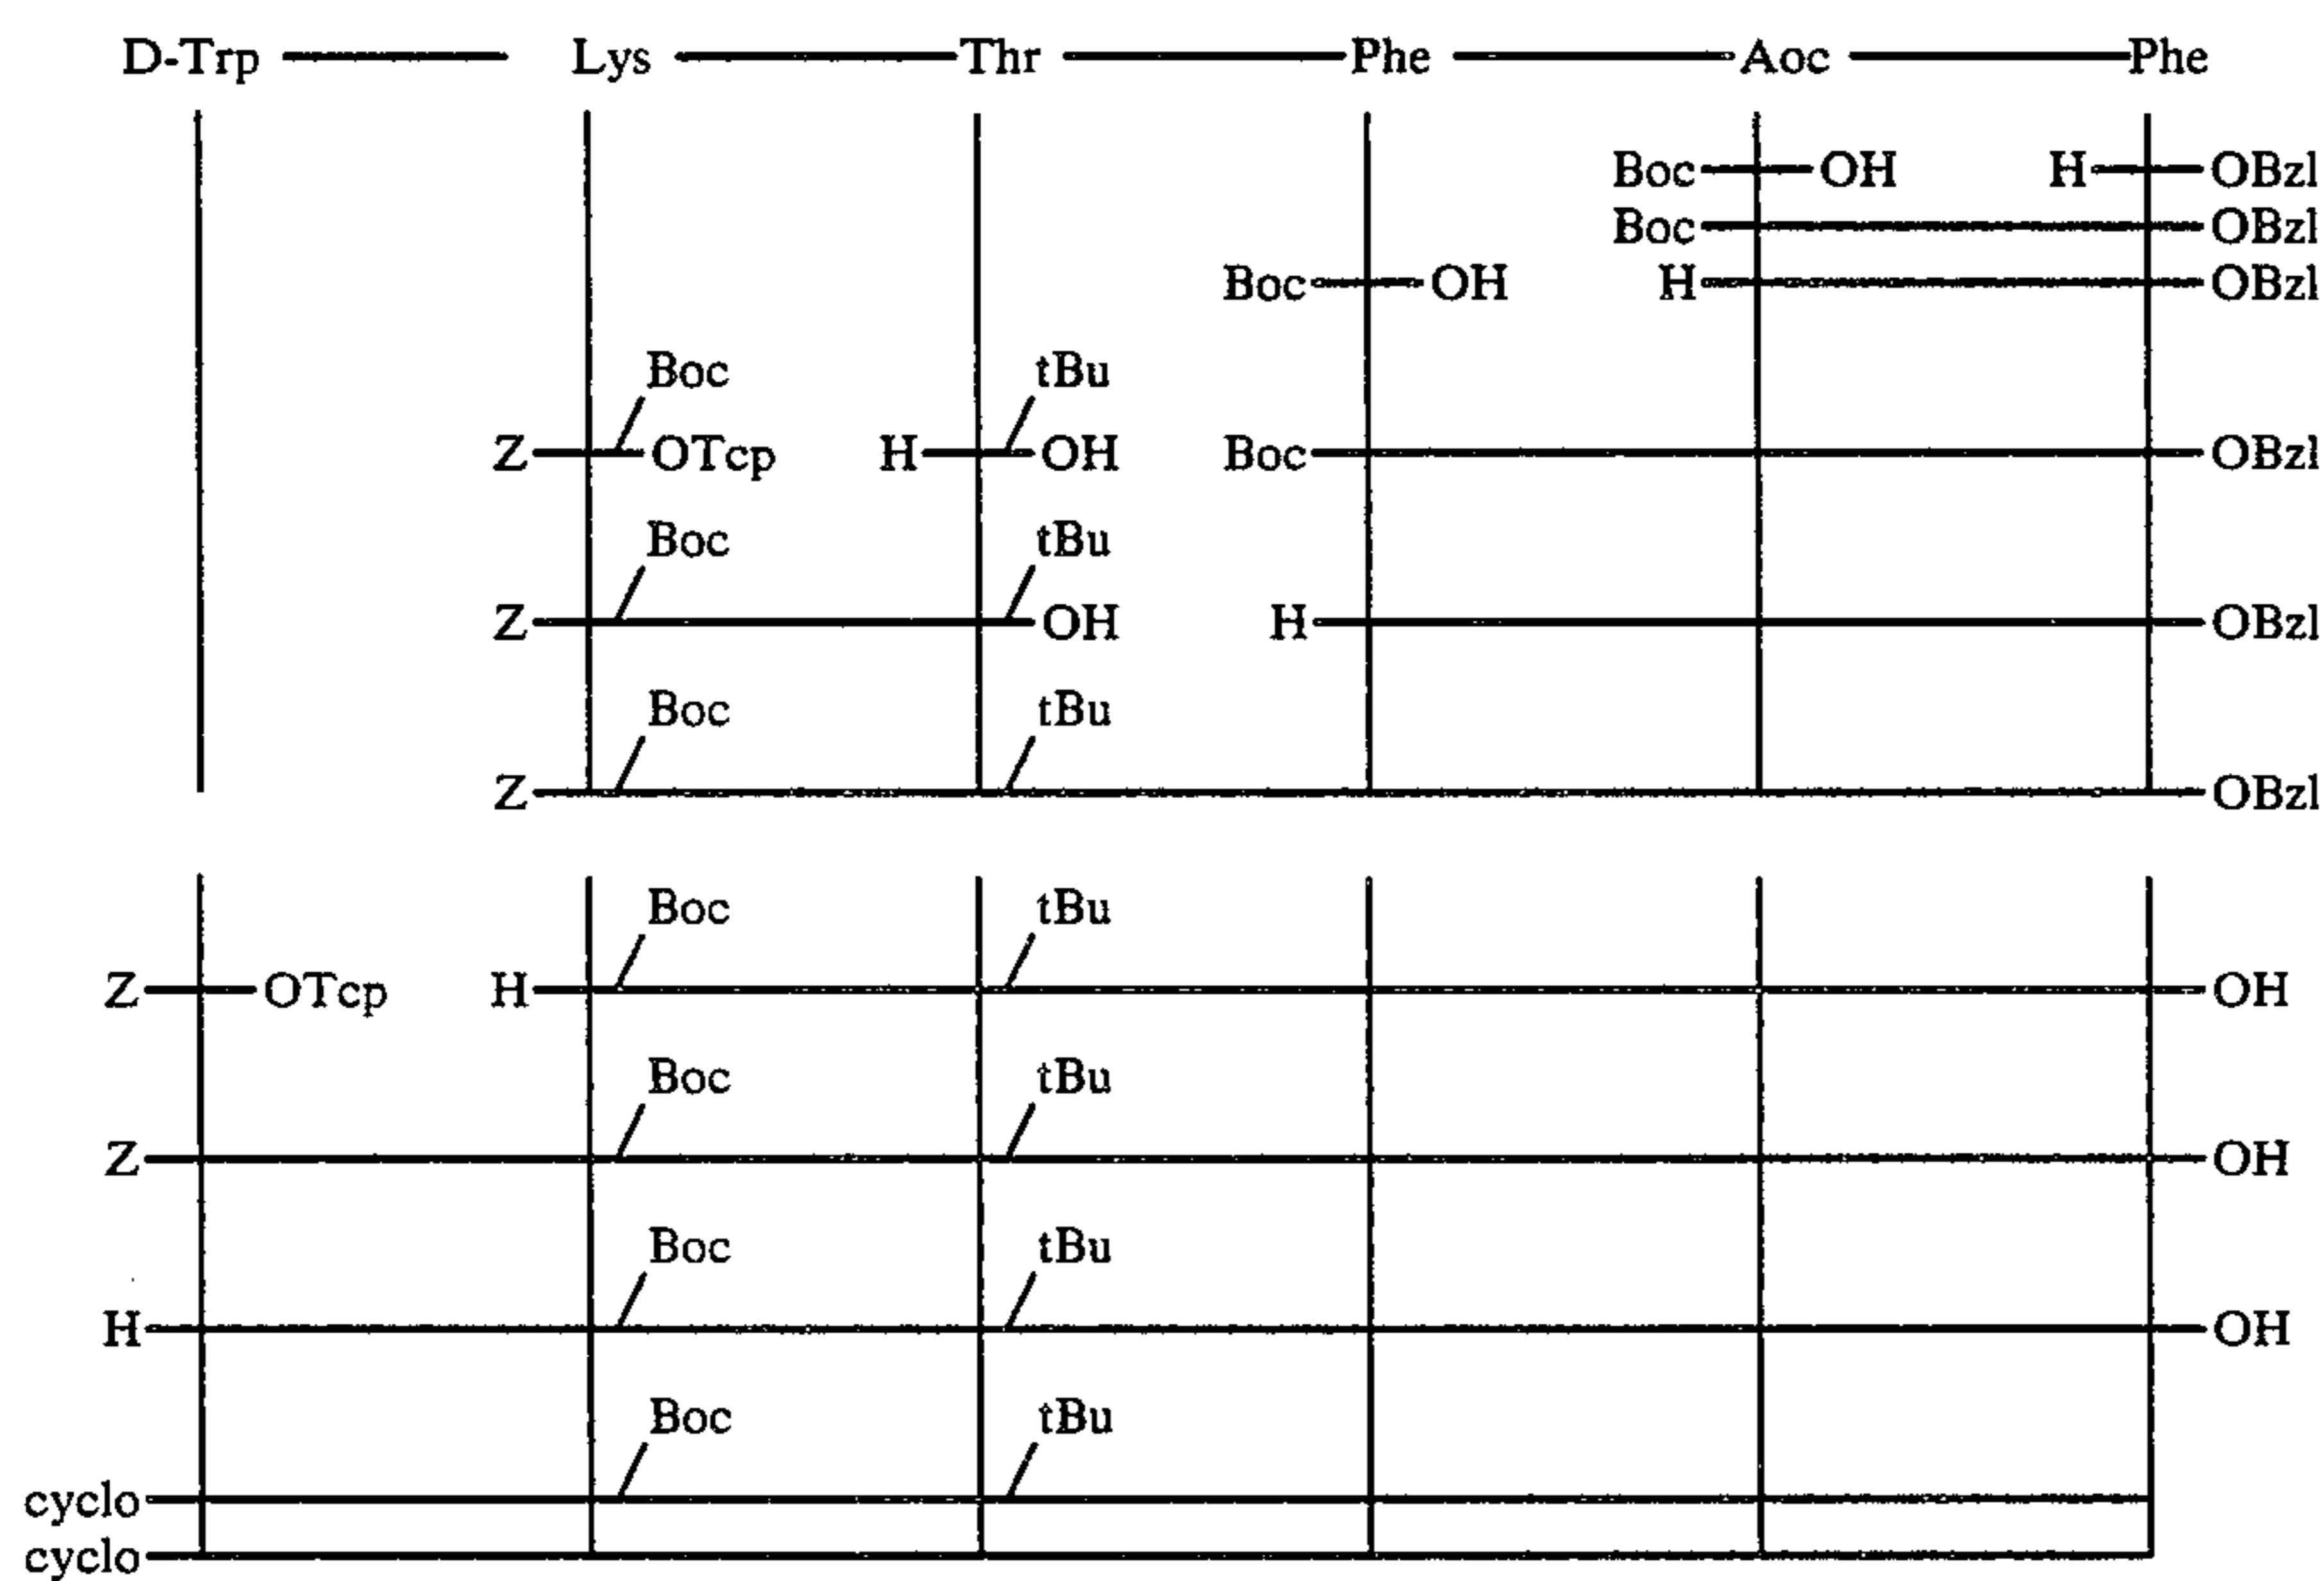 D-Trp Lys Thr Phe Aoc Phe
Boc OH H OBzl
Boc OBzl
Boc OH H OBzl
Boc tBu
Z OTcp H OH Boc OBzl
Boc tBu
Z OH H OBzl
Boc tBu
Z OBzl
Boc tBu
Z OTcp H OH
Boc tBu
Z OH
Boc tBu
H OH
Boc tBu
cyclo
cyclo